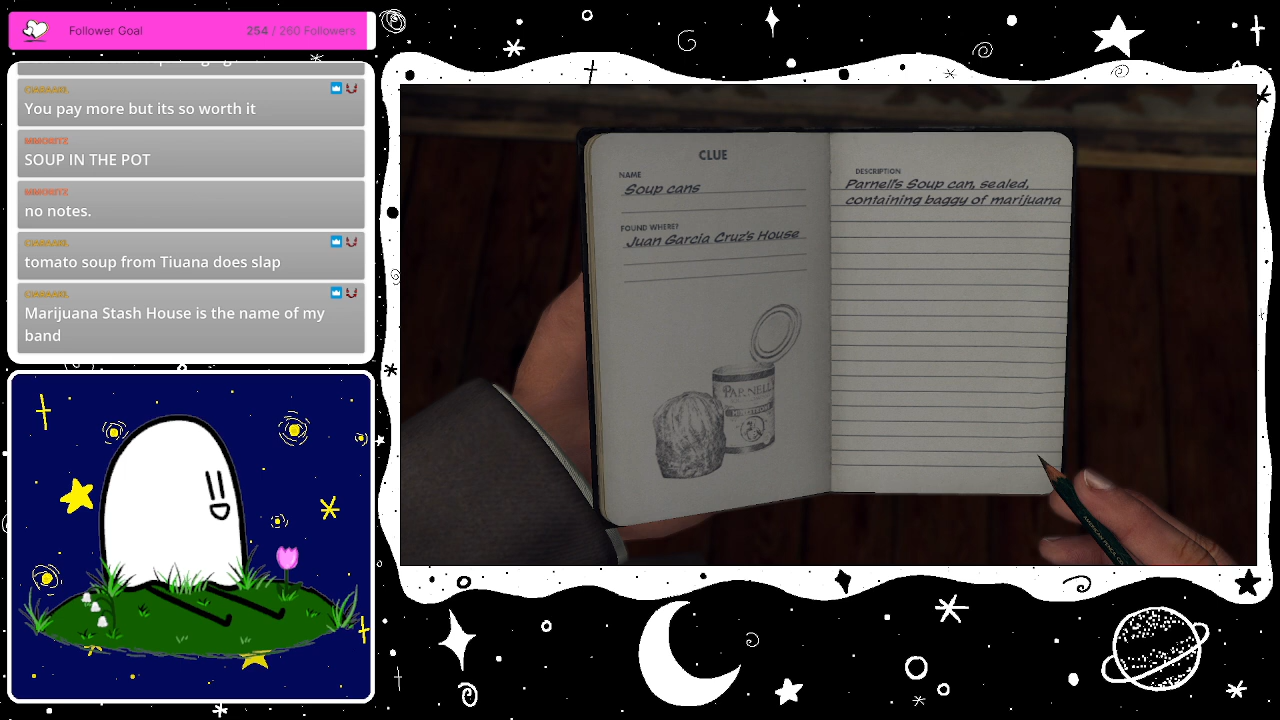 Follower Goal
254 / 260 Followers
You pay more but its so worth it
SOUP IN THE POT
no notes.
tomato soup from Tiuana does slap
Marijuana Stash House is the name of my
band
CLUE
NAME
Soup cans
FOUND WHERE?
Juan Garcia Cruz's House
PARNELL'S
DESCRIPTION
Parnell's Soup can, sealed,
containing baggy of marijuana